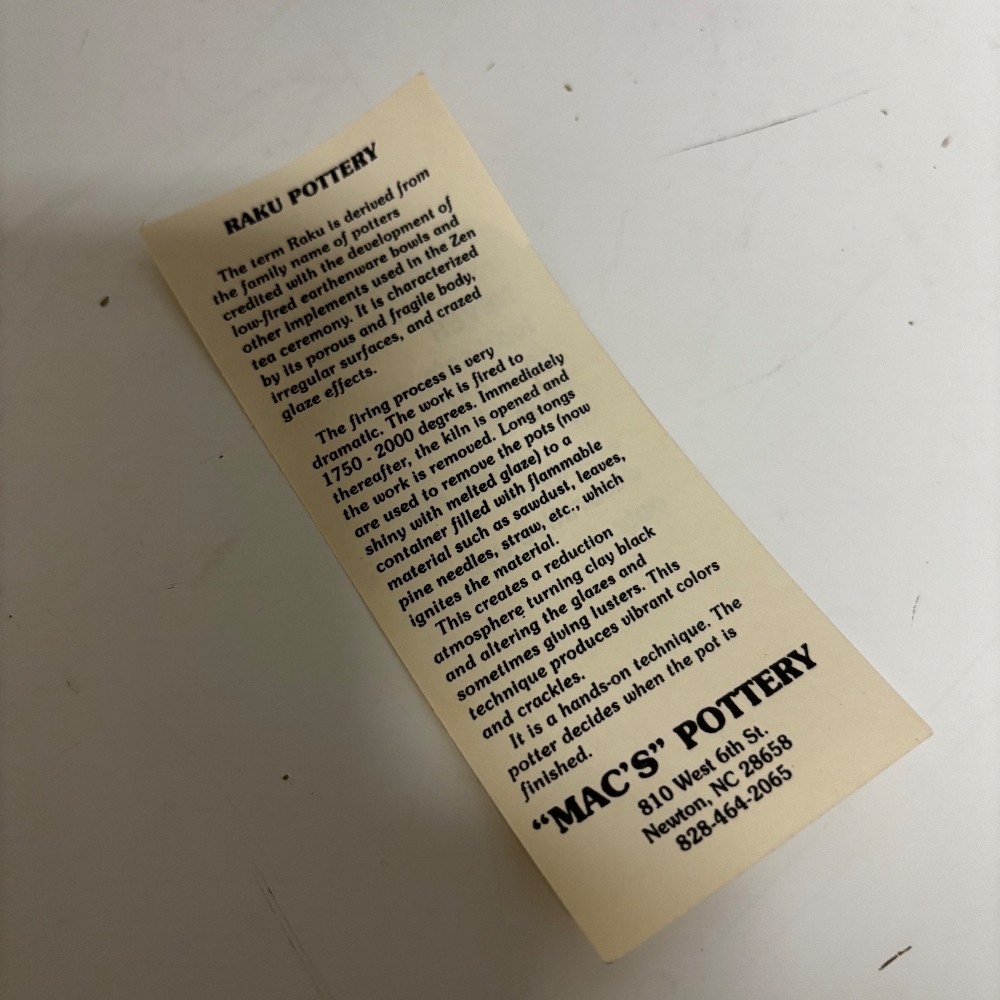 RAKU POTTERY
The term Raku is derived from
the family name of potters
credited with the development of
low-fired earthenware bowls and
other implements used in the Zen
tea ceremony. It is characterized
by its porous and fragile body,
irregular surfaces, and crazed
glaze effects.
The firing process is very
dramatic. The work is fired to
1750 - 2000 degrees. Immediately
thereafter, the kiln is opened and
the work is removed. Long tongs
are used to remove the pots (now
shiny with melted glaze) to a
container filled with flammable
material such as sawdust, leaves,
pine needles, straw, etc., which
ignites the material.
This creates a reduction
atmosphere turning clay black
and altering the glazes and
sometimes giving lusters. This
technique produces vibrant colors
and crackles.
It is a hands-on technique. The
potter decides when the pot is
finished.
“MAC’S” POTTERY
810 West 6th St.
Newton, NC 28658
828-464-2065